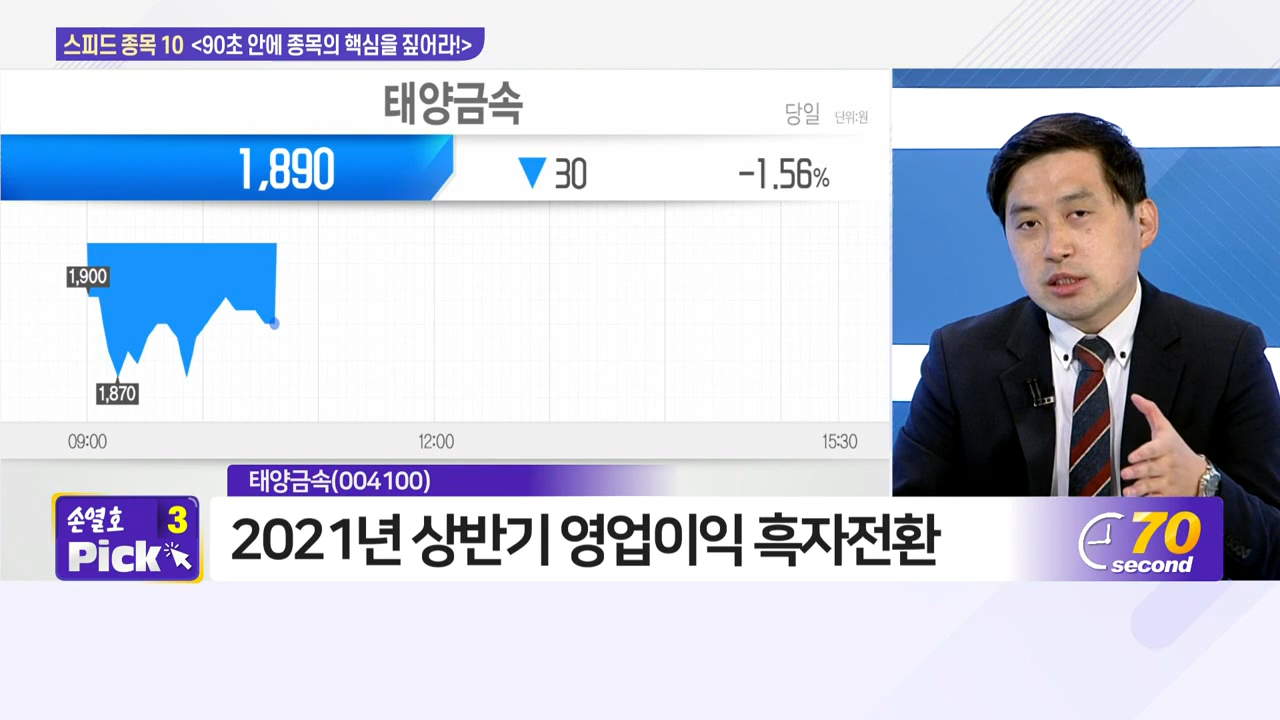 스피드 종목 10 <90초 안에 종목의 핵심을 짚어라!>
태양금속
당일 단위:원
1,890 ▼30 -1.56%
1,900
1,870
09:00 12:00 15:30
태양금속(004100)
손열호 3
Pick
2021년 상반기 영업이익 흑자전환
70
second